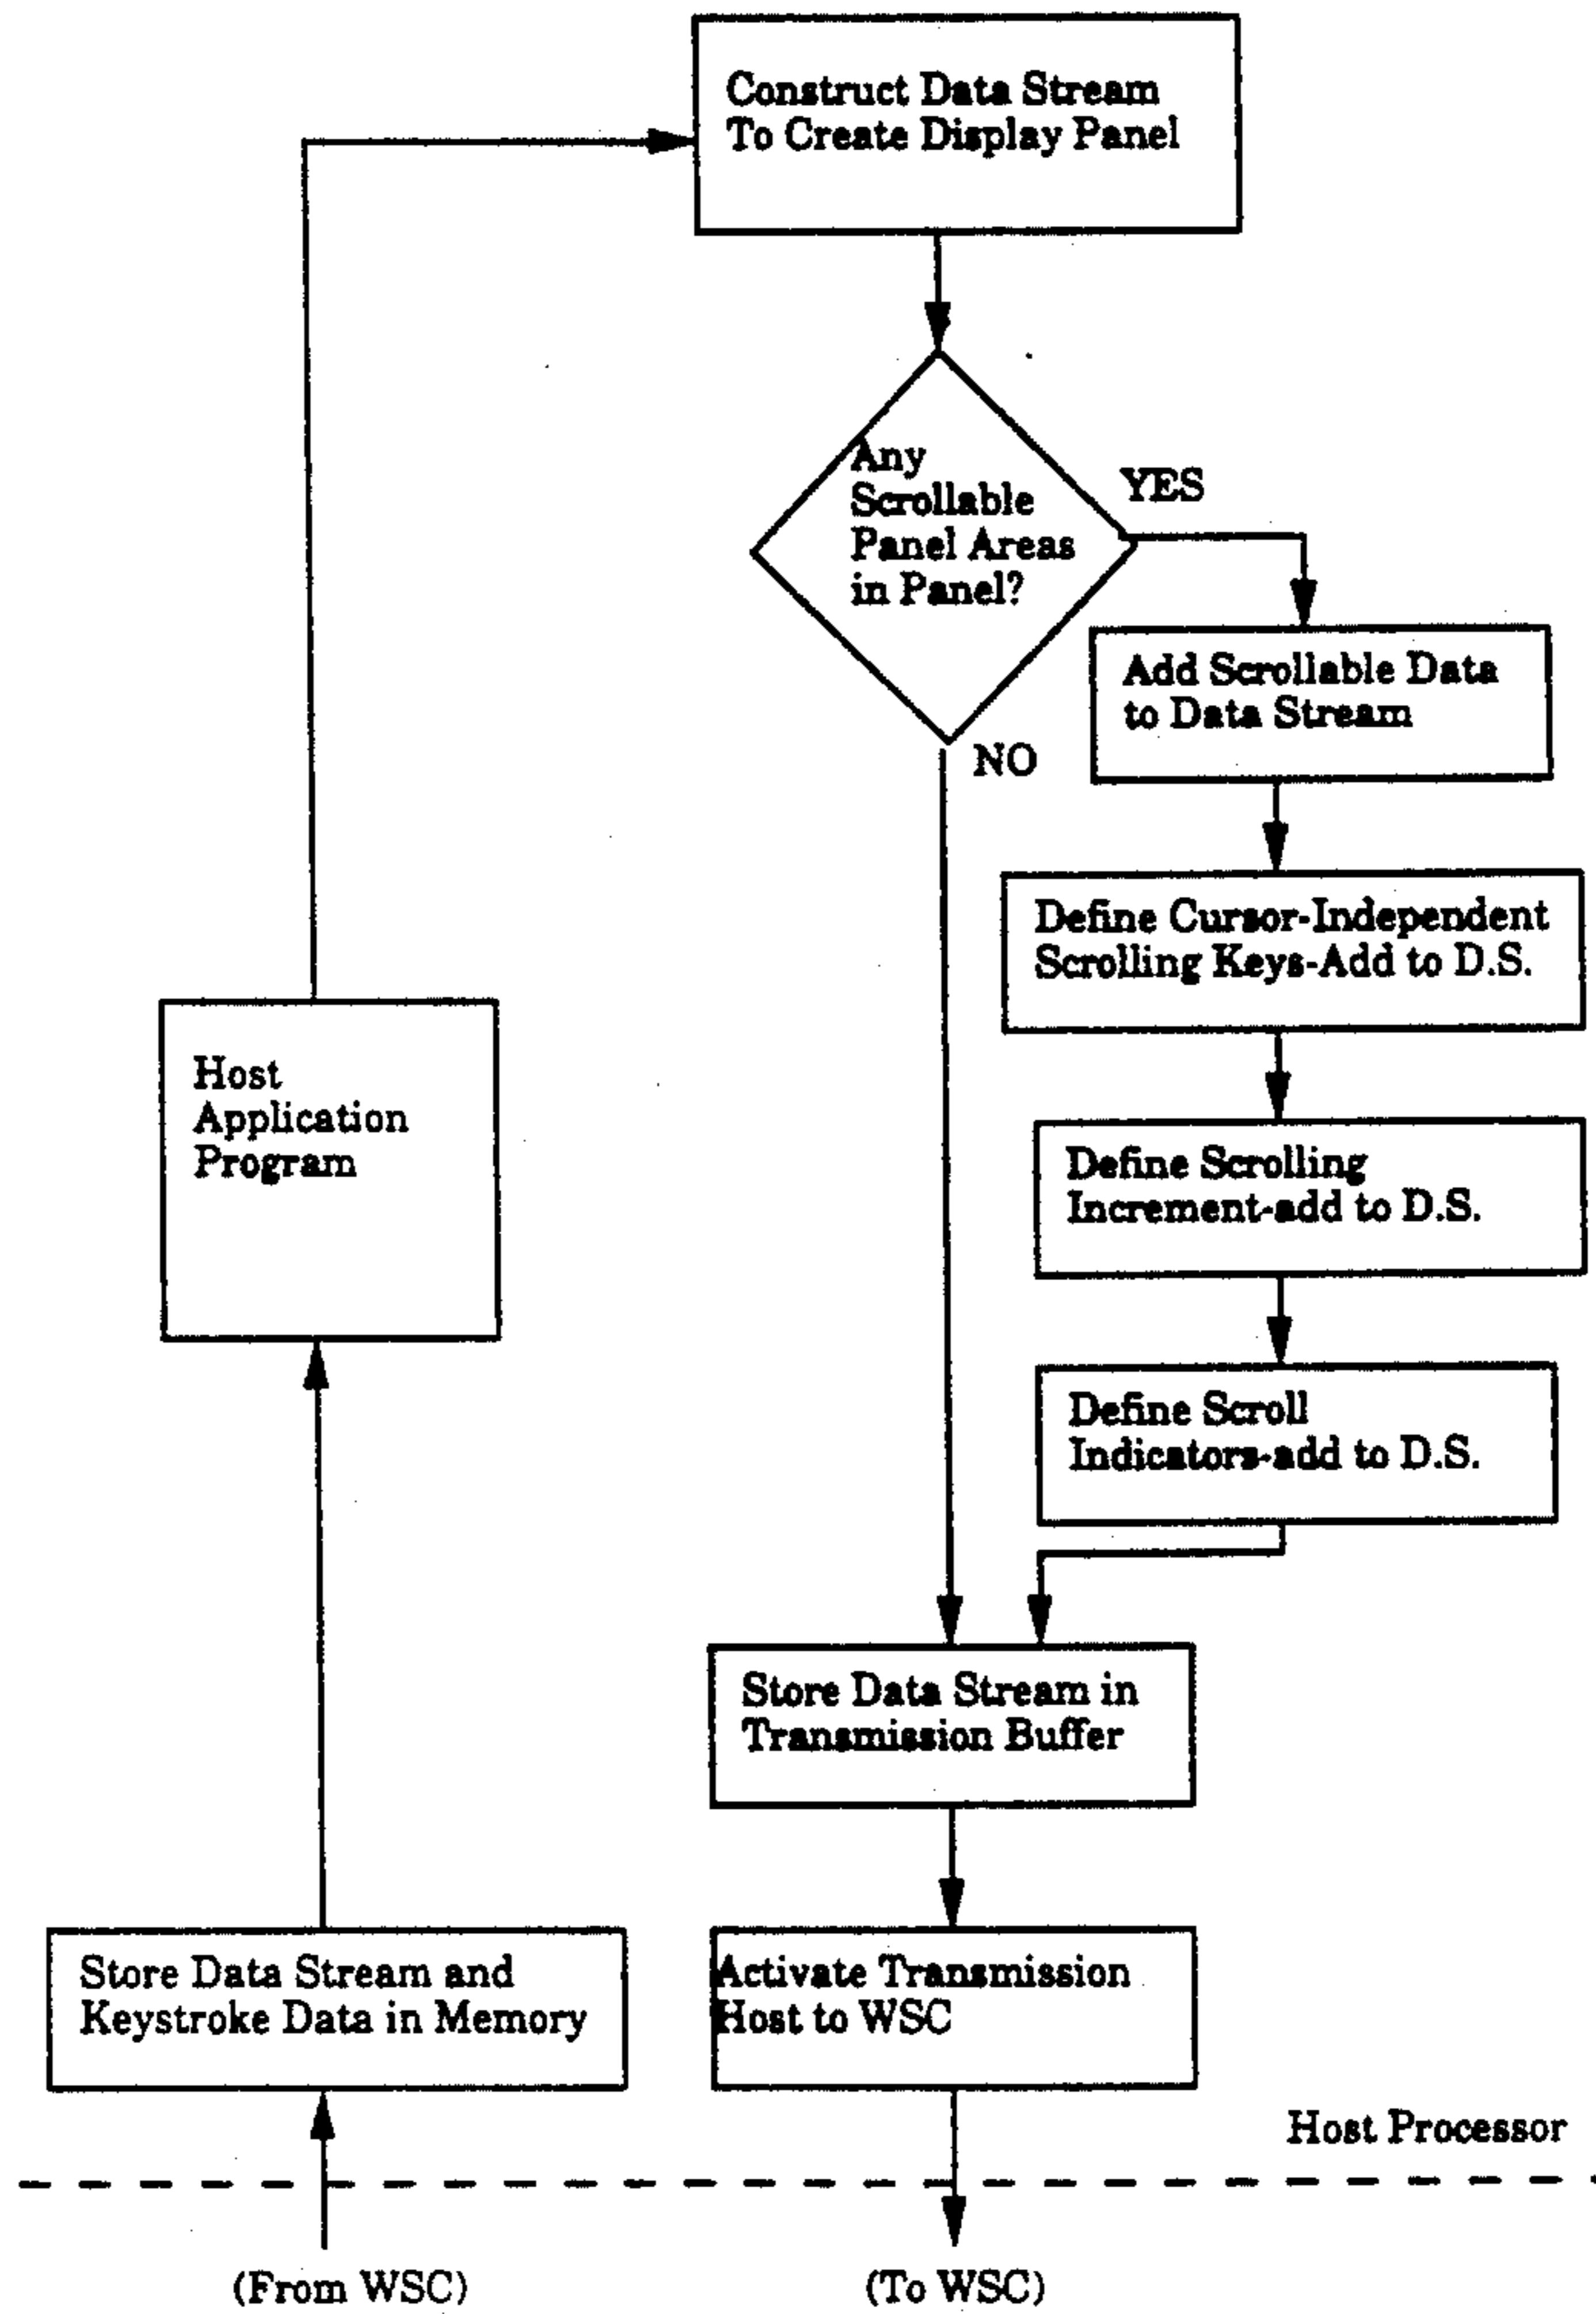 Construct Data Stream
To Create Display Panel
Any
Scrollable
Panel Areas
in Panel?
YES
NO
Add Scrollable Data
to Data Stream
Define Cursor-Independent
Scrolling Keys-Add to D.S.
Define Scrolling
Increment-add to D.S.
Define Scroll
Indicators-add to D.S.
Host
Application
Program
Store Data Stream in
Transmission Buffer
Store Data Stream and
Keystroke Data in Memory
Activate Transmission
Host to WSC
Host Processor
(From WSC)
(To WSC)